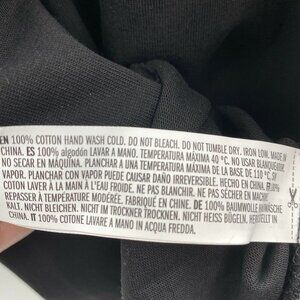 EN 100% COTTON HAND WASH COLD. DO NOT BLEACH. DO NOT TUMBLE DRY. IRON LOW. MADE IN
CHINA. ES 100% algodón LAVAR A MANO. TEMPERATURA MÁXIMA 40 °C. NO USAR BLANQUEADOR
NO SECAR EN MÁQUINA. PLANCHAR A UNA TEMPERATURA MÁXIMA DE LA BASE DE 110 °C. SIN
VAPOR. PLANCHAR CON VAPOR PUEDE CAUSAR DAÑO IRREVERSIBLE. HECHO EN CHINA. FR
COTON LAVER À LA MAIN À L'EAU FROIDE. NE PAS BLANCHIR. NE PAS SÉCHER EN MACHINE
REPASSER À TEMPÉRATURE MODÉRÉE. FABRIQUÉ EN CHINE. DE 100% BAUMWOLLE HANDWÄSCHE
KALT. NICHT BLEICHEN. NICHT IM TROCKNER TROCKNEN. NICHT HEISS BÜGELN. HERGESTELLT IN
CHINA. IT 100% COTONE LAVARE A MANO IN ACQUA FREDDA.